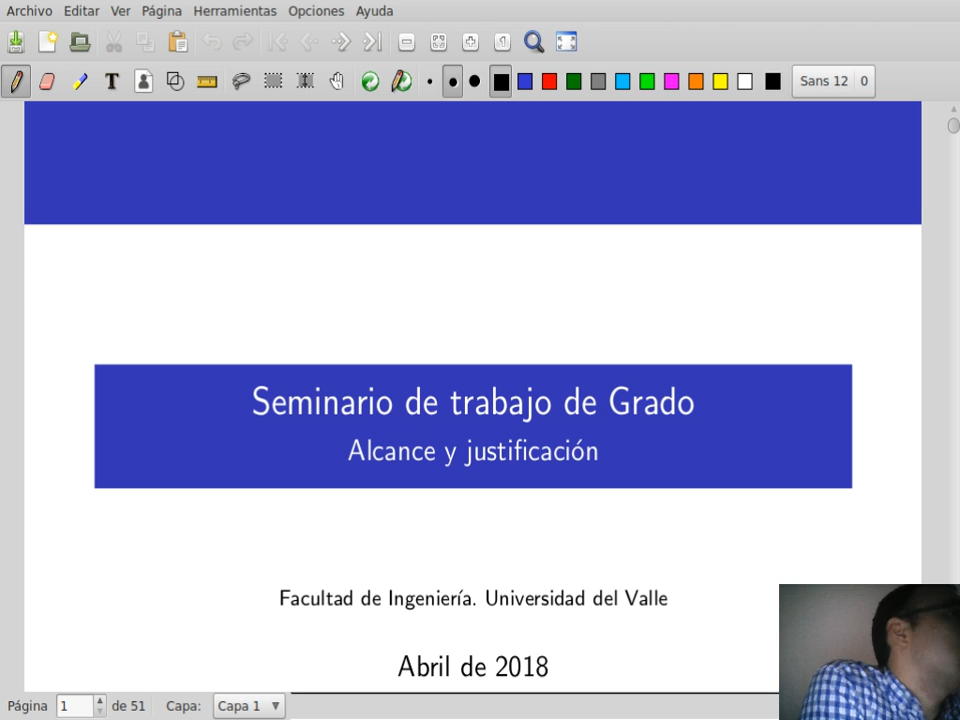 Archivo Editar Ver Página Herramientas Opciones Ayuda
Sans 12 0
Seminario de trabajo de Grado
Alcance y justificación
Facultad de Ingeniería. Universidad del Valle
Abril de 2018
Página 1 de 51 Capa: Capa 1